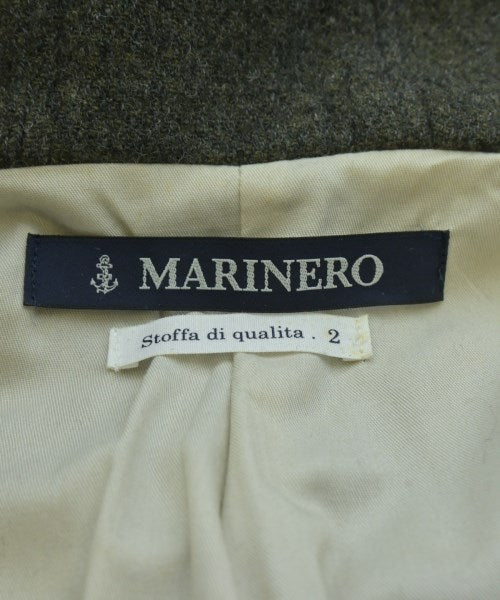 MARINERO
Stoffa di qualita . 2